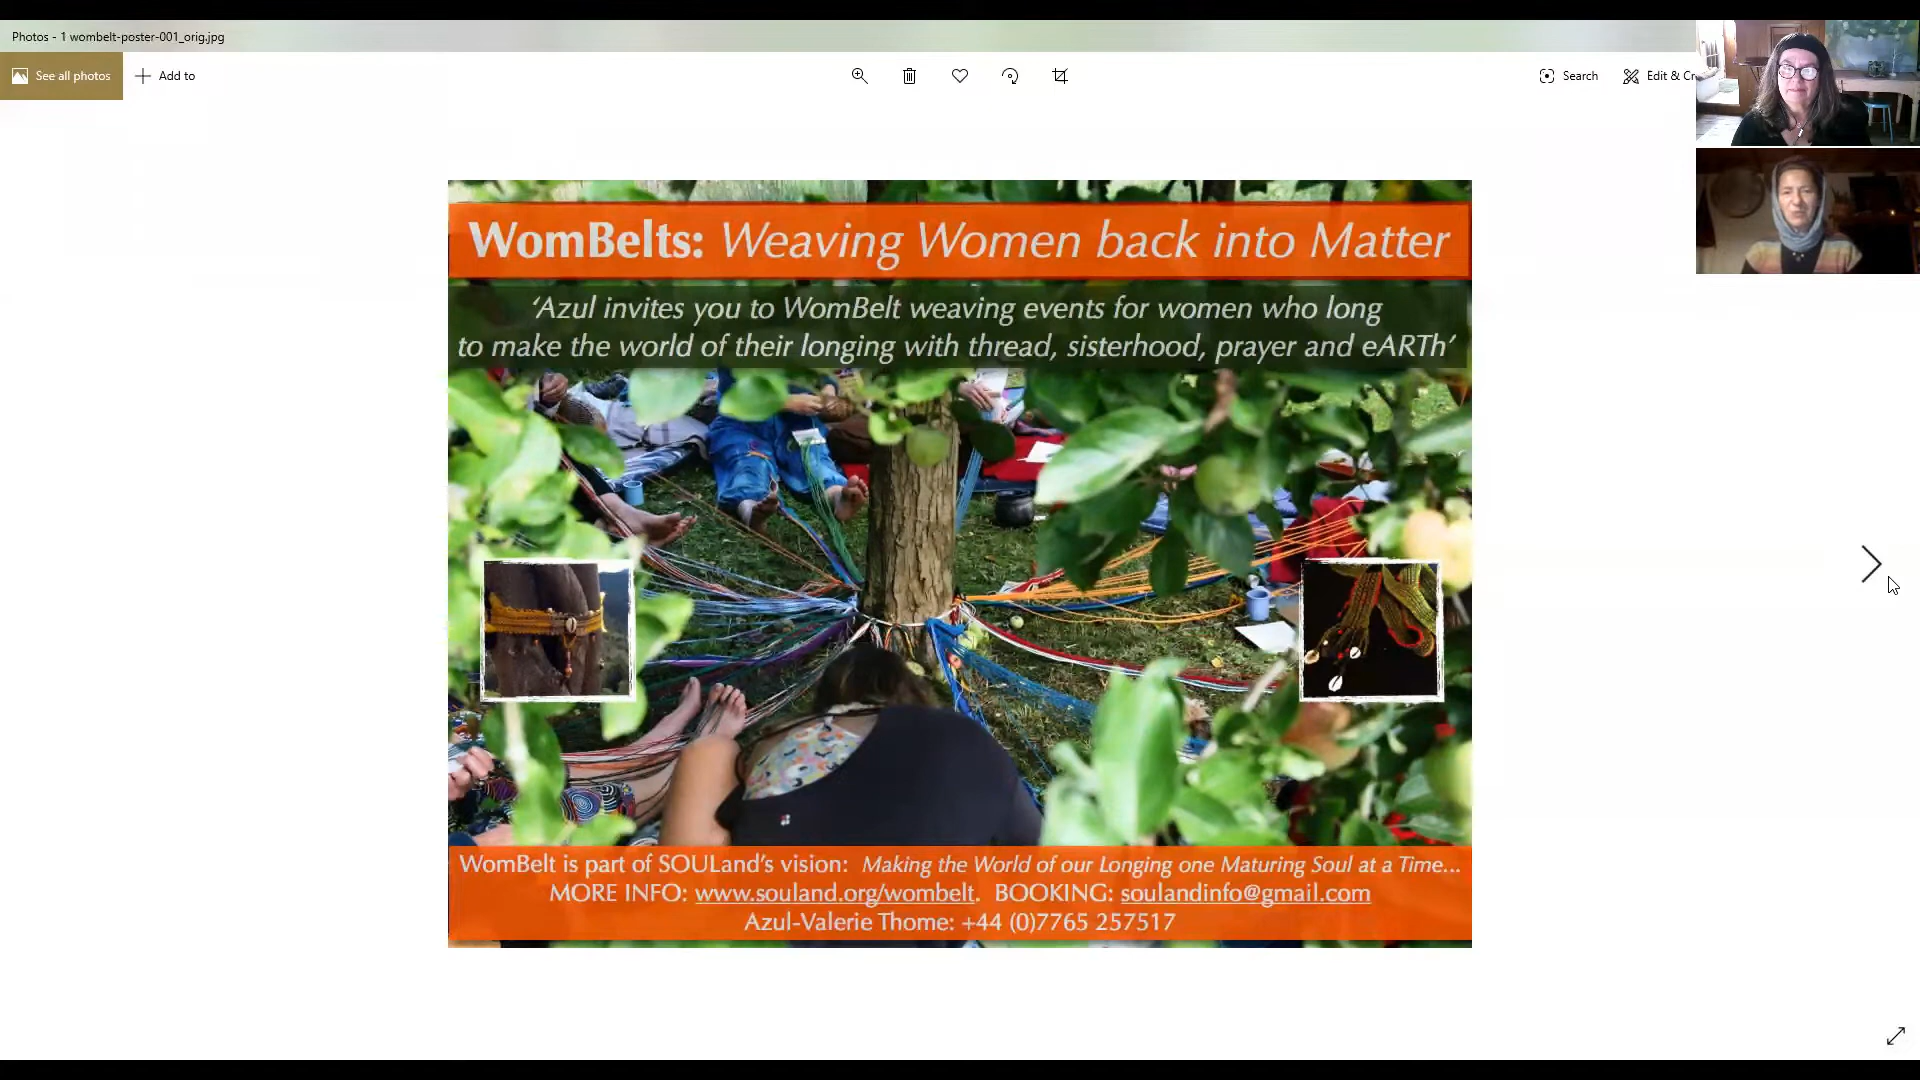 Photos - 1 wombelt-poster-001_orig.jpg
See all photos
Add to
Search
Edit & Cr
WomBelts: Weaving Women back into Matter
‘Azul invites you to WomBelt weaving events for women who long
to make the world of their longing with thread, sisterhood, prayer and eARTh’
WomBelt is part of SOULand’s vision: Making the World of our Longing one Maturing Soul at a Time...
MORE INFO: www.souland.org/wombelt. BOOKING: soulandinfo@gmail.com
Azul-Valerie Thome: +44 (0)7765 257517